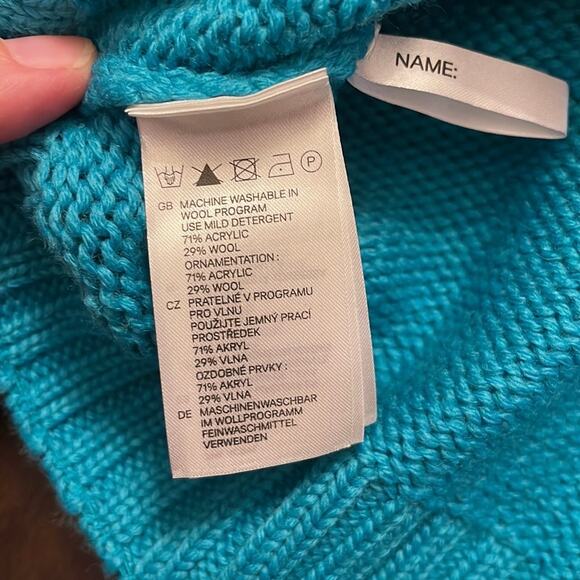 NAME:
P
GB MACHINE WASHABLE IN
WOOL PROGRAM
USE MILD DETERGENT
71% ACRYLIC
29% WOOL
ORNAMENTATION :
71% ACRYLIC
29% WOOL
CZ PRATELNÉ V PROGRAMU
PRO VLNU
POUŽIJTE JEMNÝ PRACÍ
PROSTŘEDEK
71% AKRYL
29% VLNA
OZDOBNÉ PRVKY :
71% AKRYL
29% VLNA
DE MASCHINENWASCHBAR
IM WOLLPROGRAMM
FEINWASCHMITTEL
VERWENDEN